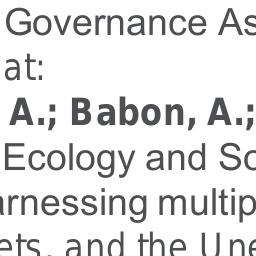 Governance As
at:
A.; Babon, A.;
Ecology and So
arnessing multip
ets, and the Une